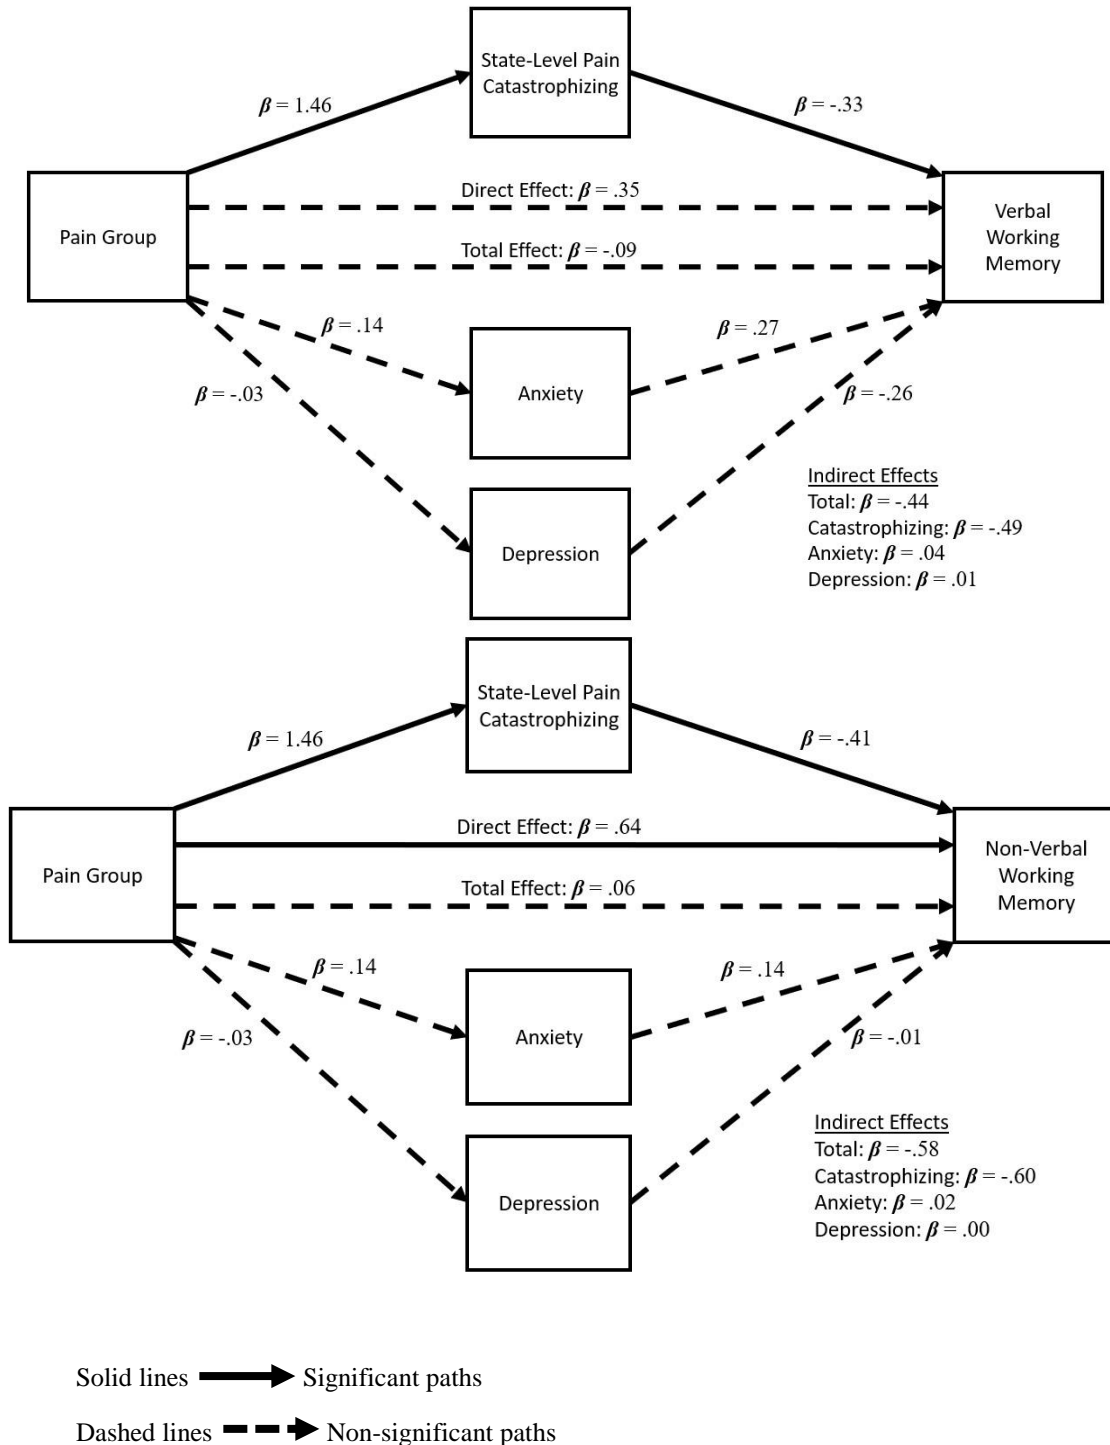 State-Level Pain
Catastrophizing
β = 1.46
β = -.33
Pain Group
Direct Effect: β = .35
Total Effect: β = -.09
Verbal
Working
Memory
β = .14
β = .27
β = -.03
Anxiety
β = -.26
Depression
Indirect Effects
Total: β = -.44
Catastrophizing: β = -.49
Anxiety: β = .04
Depression: β = .01
State-Level Pain
Catastrophizing
β = 1.46
β = -.41
Pain Group
Direct Effect: β = .64
Total Effect: β = .06
Non-Verbal
Working
Memory
β = .14
β = .14
β = -.03
Anxiety
β = -.01
Depression
Indirect Effects
Total: β = -.58
Catastrophizing: β = -.60
Anxiety: β = .02
Depression: β = .00
Solid lines Significant paths
Dashed lines Non-significant paths